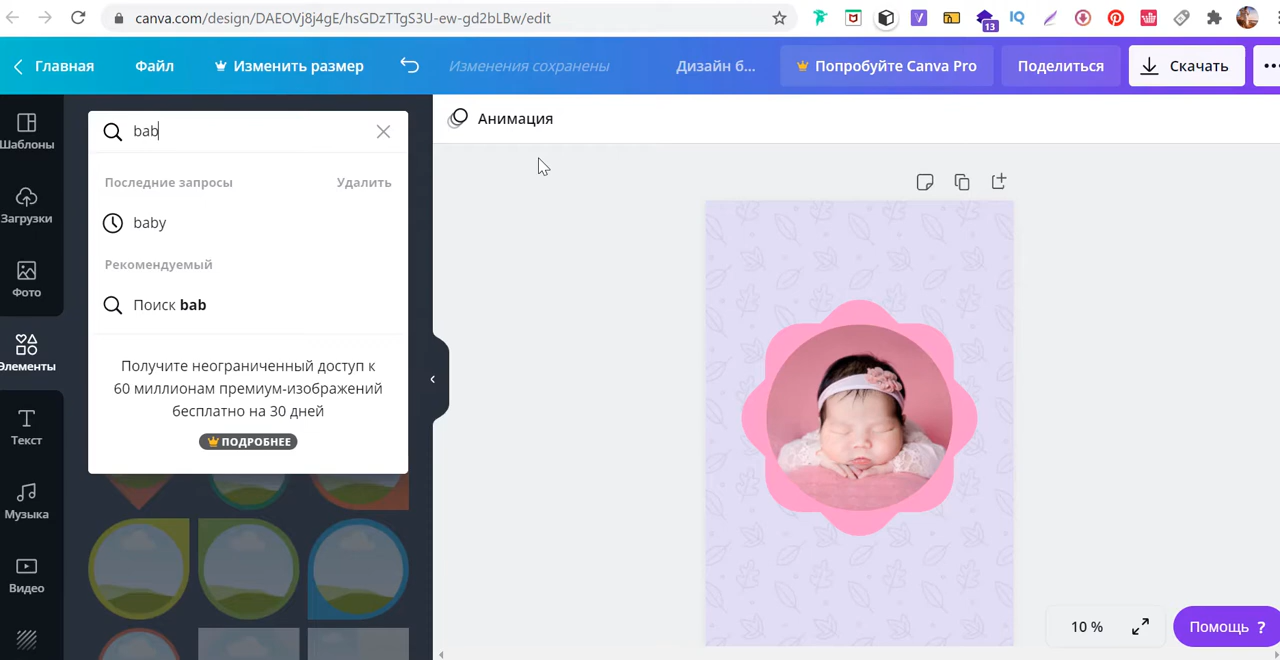 canva.com/design/DAEOVj8j4gE/hsGDzTTgS3U-ew-gd2bLBw/edit
13
Главная
Файл
Изменить размер
Изменения сохранены
Дизайн б...
Попробуйте Canva Pro
Поделиться
Скачать
Шаблоны
Загрузки
Фото
Элементы
Текст
Музыка
Видео
bab
Последние запросы
Удалить
baby
Рекомендуемый
Поиск bab
Получите неограниченный доступ к
60 миллионам премиум-изображений
бесплатно на 30 дней
ПОДРОБНЕЕ
Анимация
10 %
Помощь ?